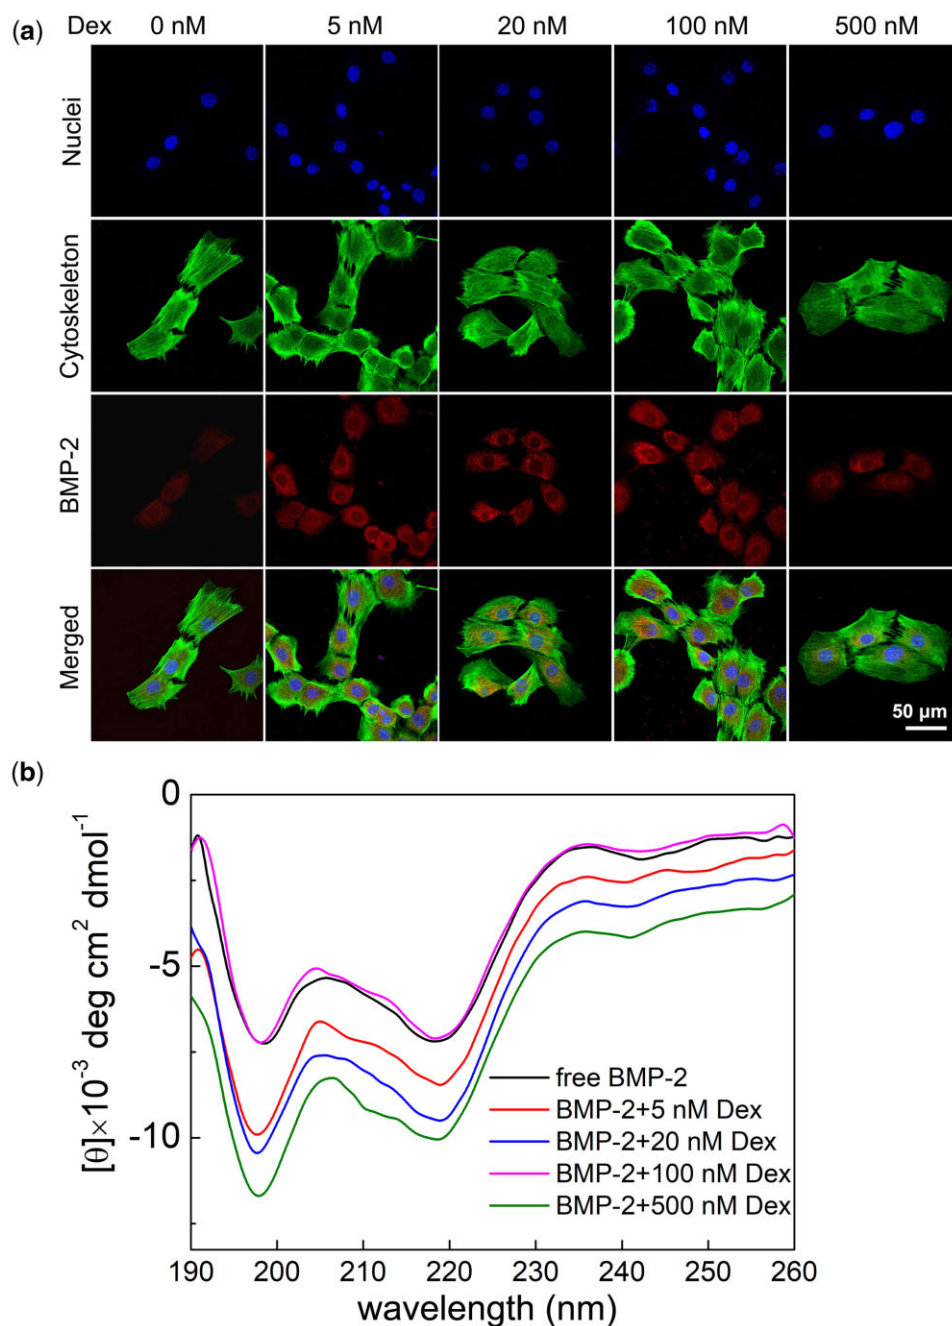 (a) Dex 0 nM 5 nM 20 nM 100 nM 500 nM
Nuclei
Cytoskeleton
BMP-2
Merged
50 µm
(b)
0
-5
-10
[θ]×10⁻³ deg cm² dmol⁻¹
free BMP-2
BMP-2+5 nM Dex
BMP-2+20 nM Dex
BMP-2+100 nM Dex
BMP-2+500 nM Dex
190 200 210 220 230 240 250 260
wavelength (nm)